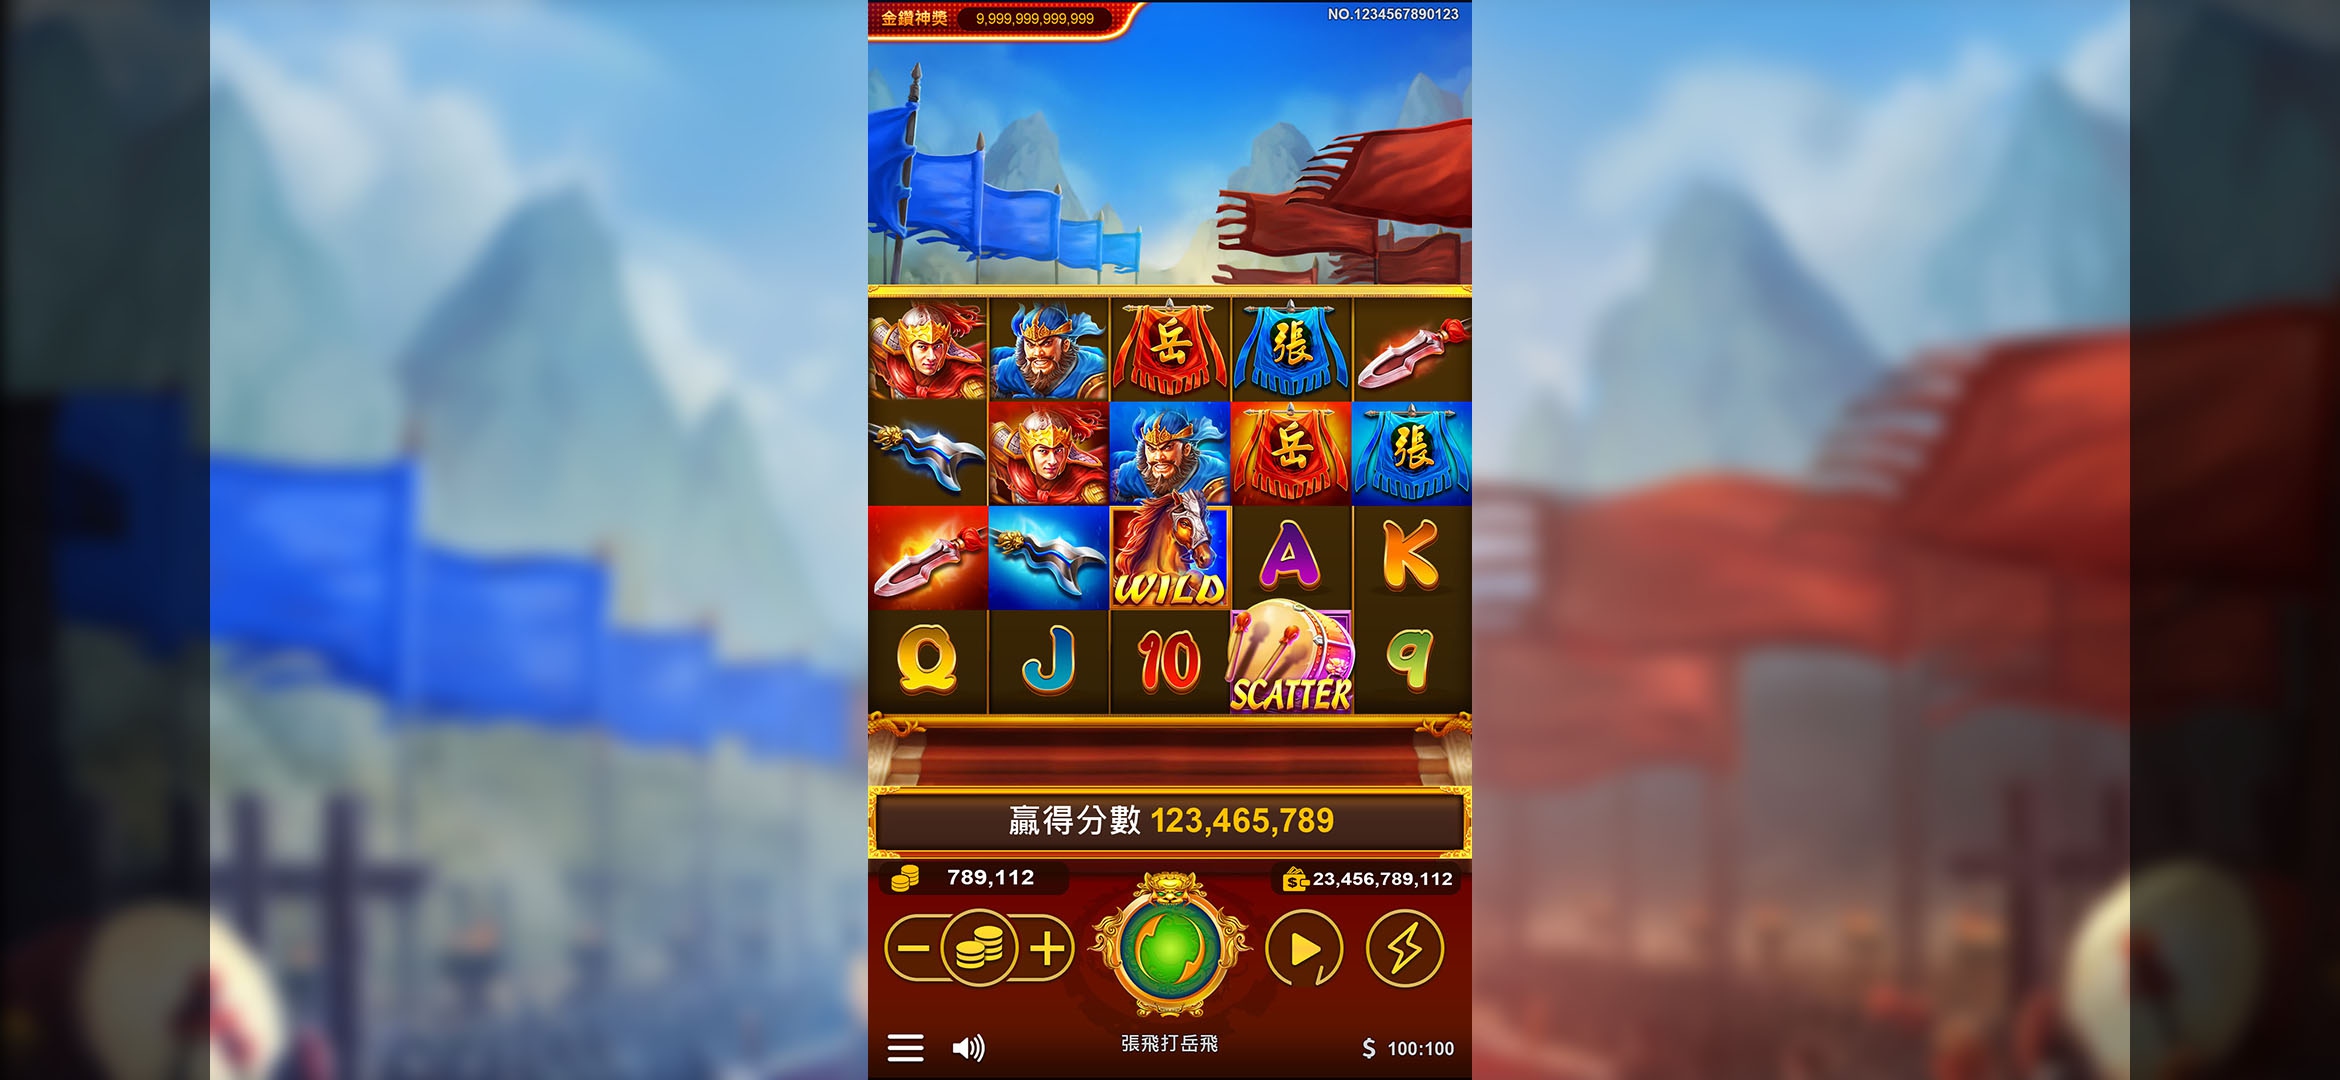 金鑽神獎 9,999,999,999,999
NO.1234567890123
岳 張
岳 張
WILD A K
Q J 10 SCATTER 9
贏得分數 123,465,789
789,112
$ 23,456,789,112
張飛打岳飛
$ 100:100